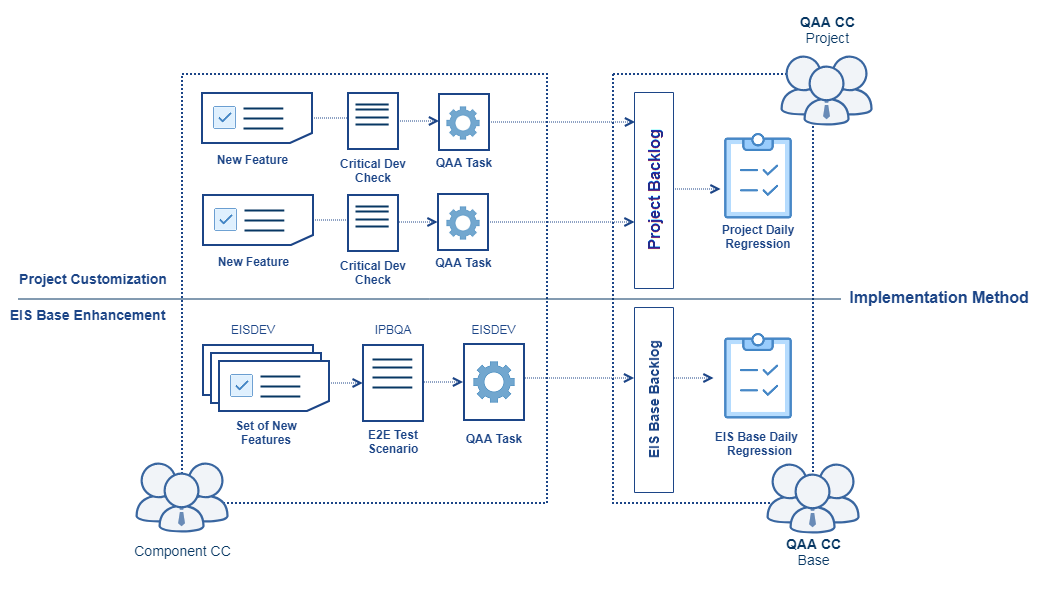 QAA CC
Project
New Feature
Critical Dev
Check
QAA Task
Project Backlog
Project Daily
Regression
New Feature
Critical Dev
Check
QAA Task
Project Customization
Implementation Method
EIS Base Enhancement
EISDEV
IPBQA
EISDEV
Set of New
Features
E2E Test
Scenario
QAA Task
EIS Base Backlog
EIS Base Daily
Regression
Component CC
QAA CC
Base